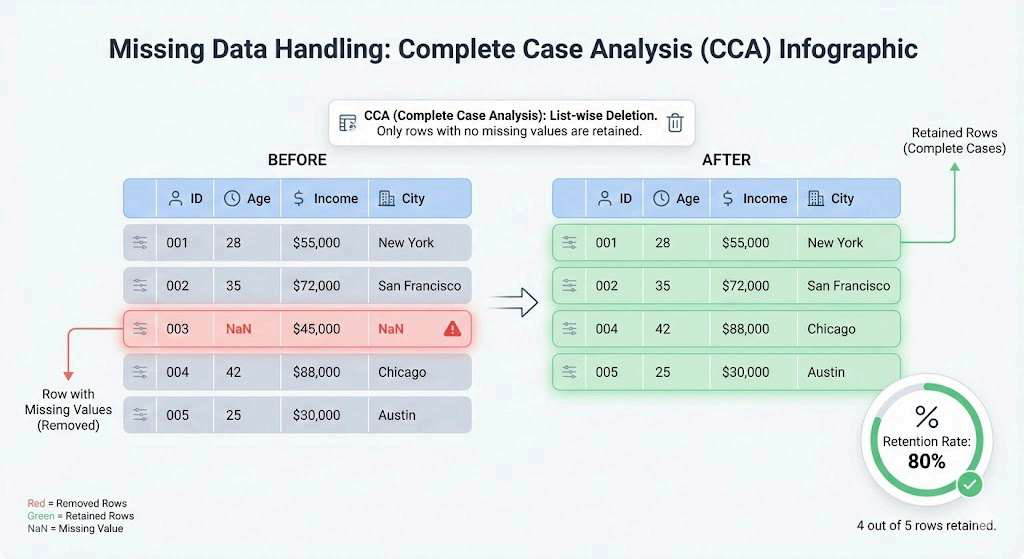 Missing Data Handling: Complete Case Analysis (CCA) Infographic
CCA (Complete Case Analysis): List-wise Deletion.
Only rows with no missing values are retained.
BEFORE
ID Age $ Income City
001 28 $55,000 New York
002 35 $72,000 San Francisco
003 NaN $45,000 NaN
004 42 $88,000 Chicago
005 25 $30,000 Austin
Row with
Missing Values
(Removed)
AFTER
ID Age $ Income City
001 28 $55,000 New York
002 35 $72,000 San Francisco
004 42 $88,000 Chicago
005 25 $30,000 Austin
Retained Rows
(Complete Cases)
%
Retention Rate:
80%
4 out of 5 rows retained.
Red = Removed Rows
Green = Retained Rows
NaN = Missing Value